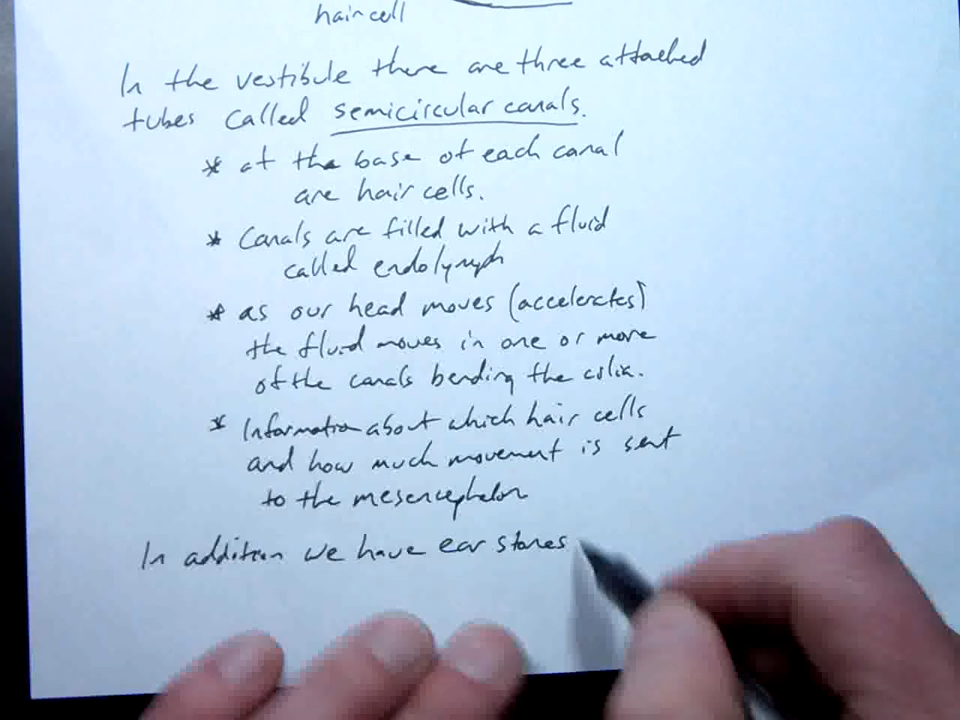 hair cell
In the vestibule there are three attached
tubes called semicircular canals.
* at the base of each canal
are hair cells.
* Canals are filled with a fluid
called endolymph
* as our head moves (accelerates)
the fluid moves in one or more
of the canals bending the cilia.
* Information about which hair cells
and how much movement is sent
to the mesencephalon
In addition we have ear stones